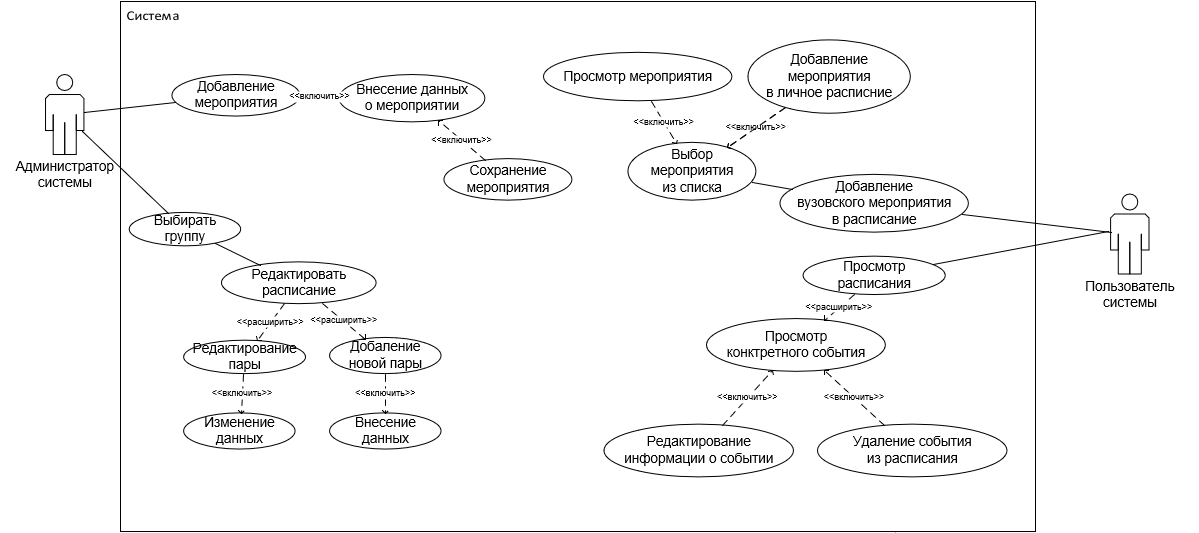 Система
Администратор
системы
Добавление
мероприятия
<<включить>>
Внесение данных
о мероприятии
<<включить>>
Сохранение
мероприятия
Выбирать
группу
Редактировать
расписание
<<расширить>>
<<расширить>>
Редактирование
пары
Добаление
новой пары
<<включить>>
<<включить>>
Изменение
данных
Внесение
данных
Просмотр мероприятия
Добавление
мероприятия
в личное расписние
<<включить>>
<<включить>>
Выбор
мероприятия
из списка
Добавление
вузовского мероприятия
в расписание
Просмотр
расписания
<<расширить>>
Просмотр
конктретного события
<<включить>>
<<включить>>
Редактирование
информации о событии
Удаление события
из расписания
Пользователь
системы